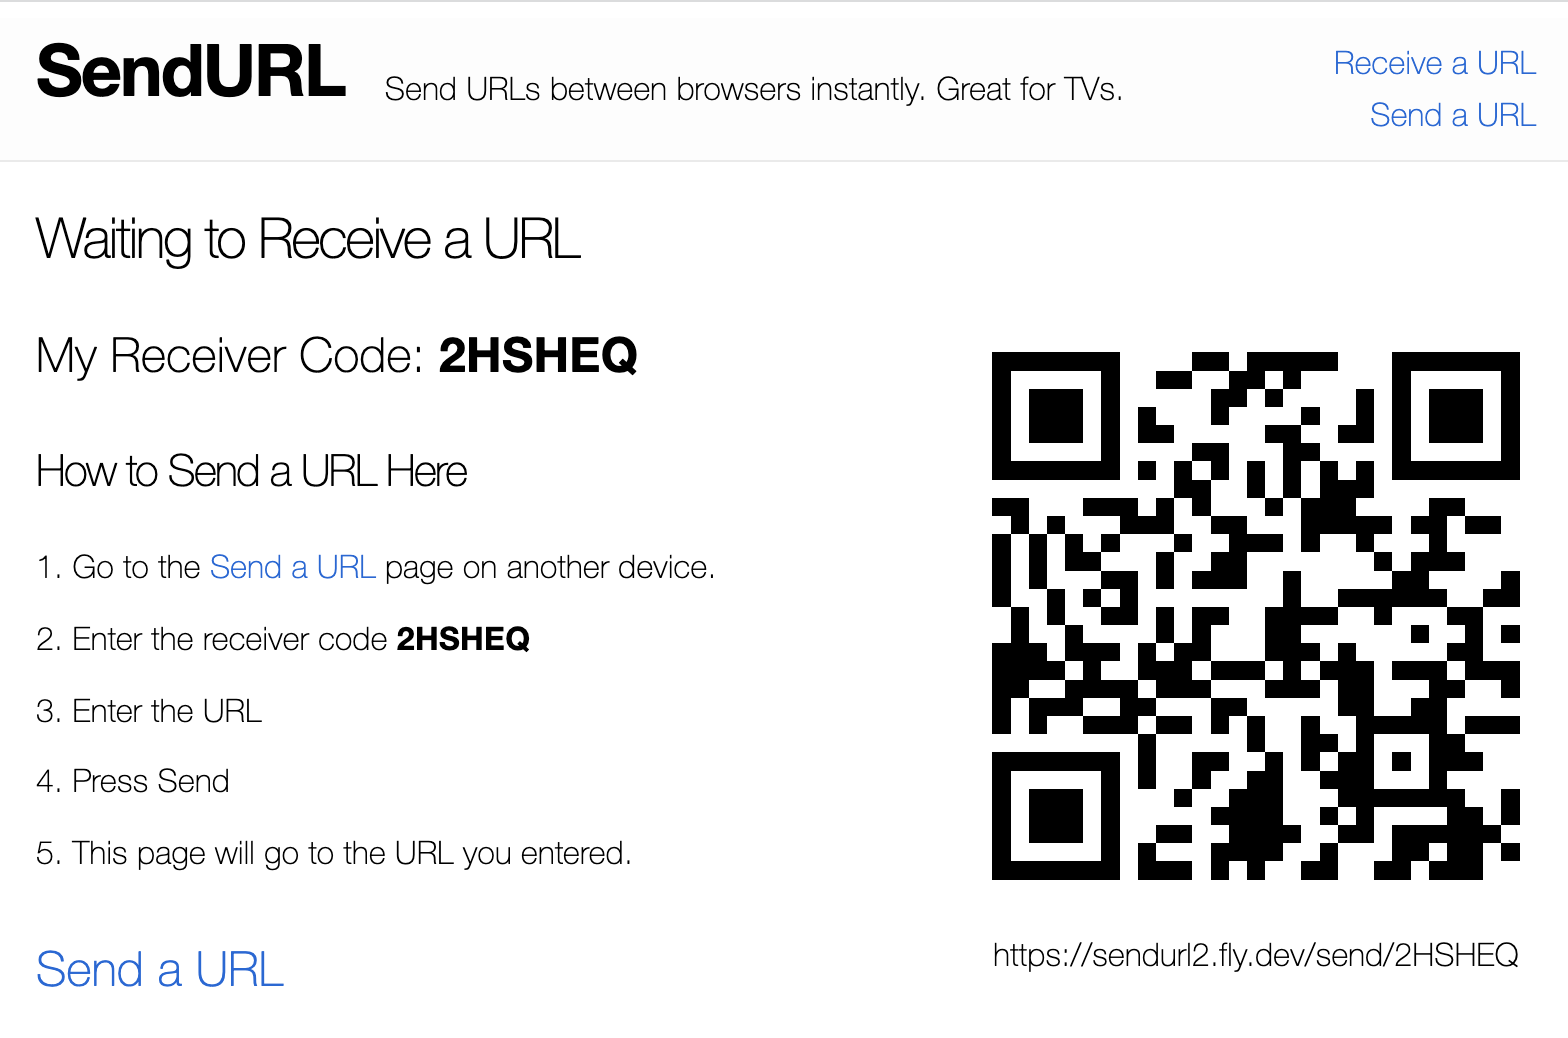 SendURL
Send URLs between browsers instantly. Great for TVs.
Receive a URL
Send a URL
Waiting to Receive a URL
My Receiver Code: 2HSHEQ
How to Send a URL Here
1. Go to the Send a URL page on another device.
2. Enter the receiver code 2HSHEQ
3. Enter the URL
4. Press Send
5. This page will go to the URL you entered.
Send a URL
https://sendurl2.fly.dev/send/2HSHEQ